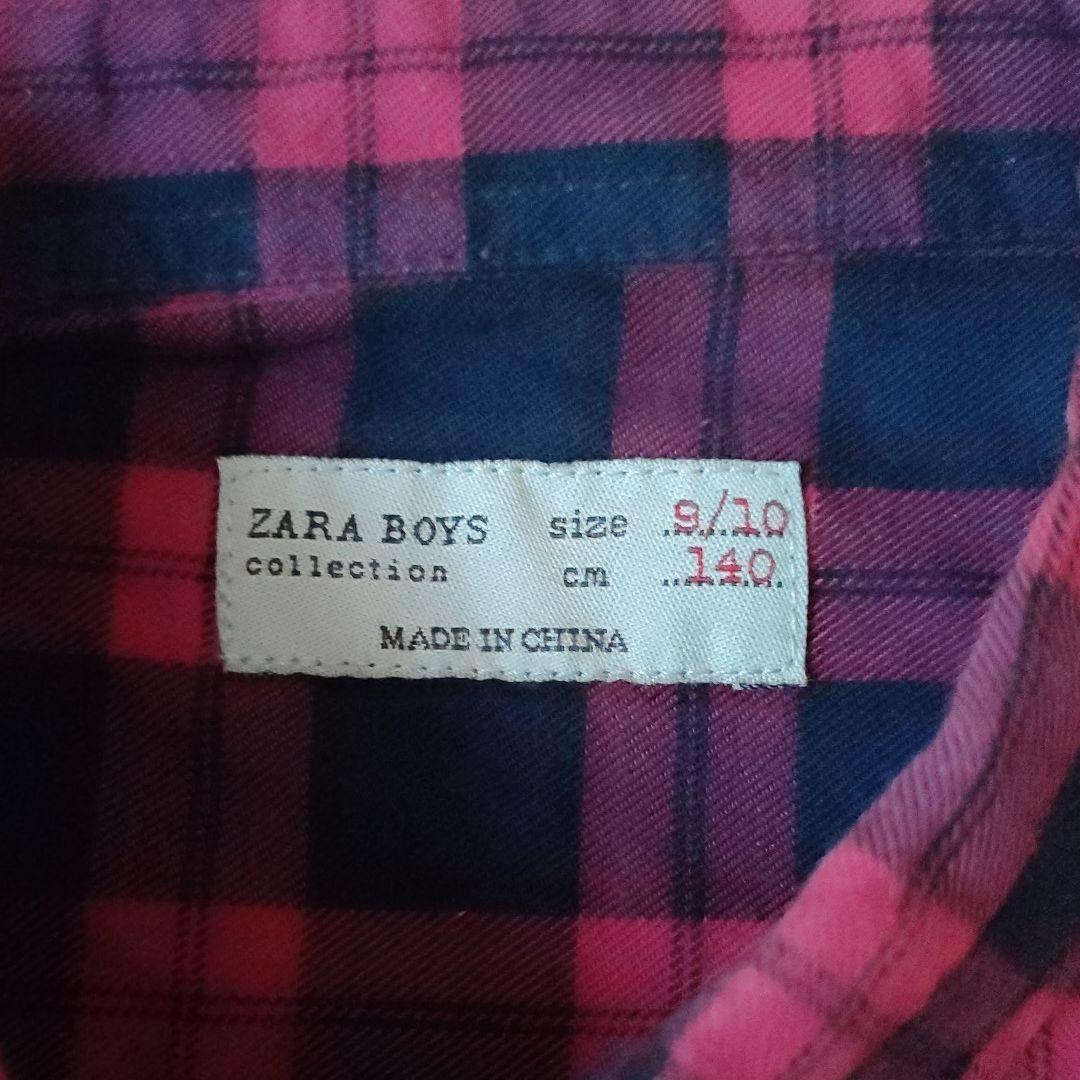 ZARA BOYS size 9/10
collection cm 140
MADE IN CHINA